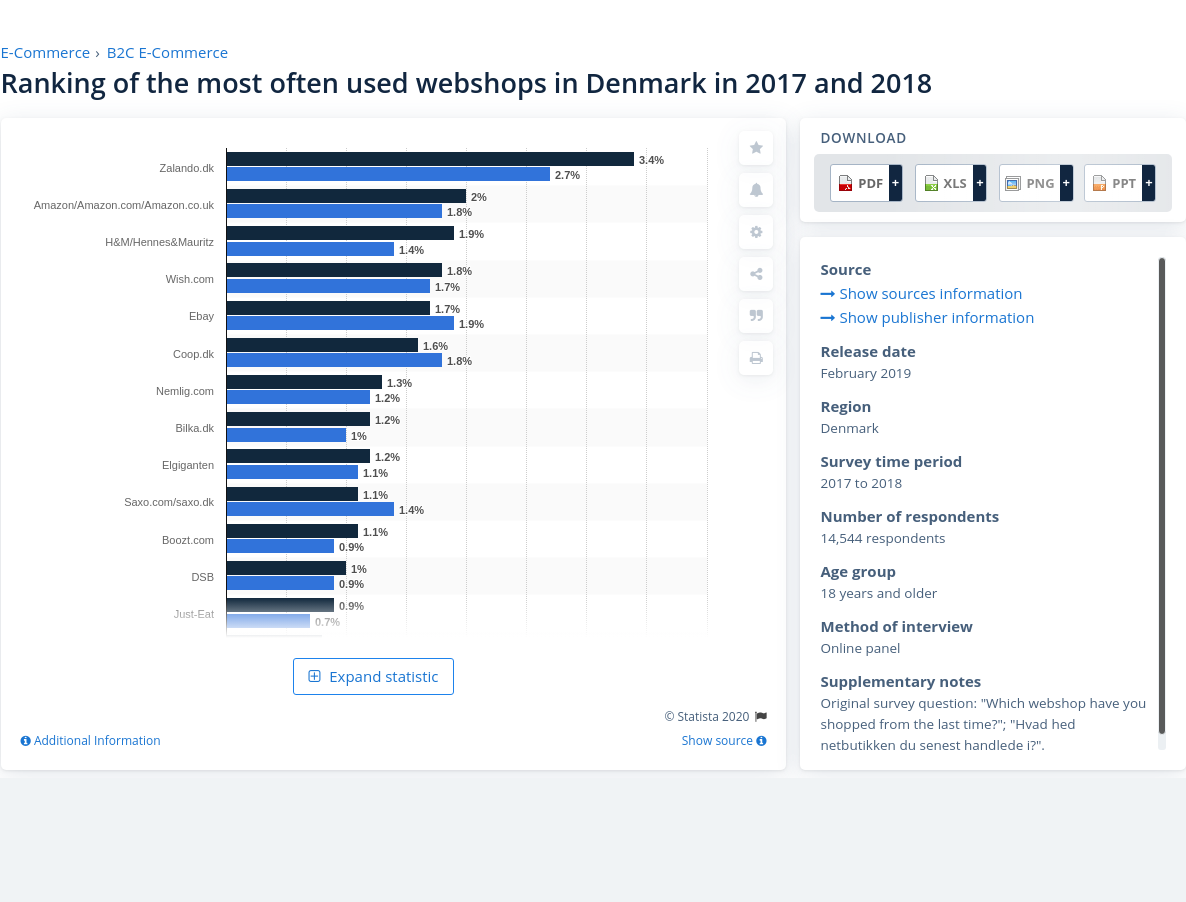 E-Commerce › B2C E-Commerce
Ranking of the most often used webshops in Denmark in 2017 and 2018
Zalando.dk
3.4%
2.7%
Amazon/Amazon.com/Amazon.co.uk
2%
1.8%
H&M/Hennes&Mauritz
1.9%
1.4%
Wish.com
1.8%
1.7%
Ebay
1.7%
1.9%
Coop.dk
1.6%
1.8%
Nemlig.com
1.3%
1.2%
Bilka.dk
1.2%
1%
Elgiganten
1.2%
1.1%
Saxo.com/saxo.dk
1.1%
1.4%
Boozt.com
1.1%
0.9%
DSB
1%
0.9%
Just-Eat
0.9%
0.7%
Expand statistic
© Statista 2020
Additional Information
Show source
DOWNLOAD
PDF + XLS + PNG + PPT +
Source
Show sources information
Show publisher information
Release date
February 2019
Region
Denmark
Survey time period
2017 to 2018
Number of respondents
14,544 respondents
Age group
18 years and older
Method of interview
Online panel
Supplementary notes
Original survey question: "Which webshop have you
shopped from the last time?"; "Hvad hed
netbutikken du senest handlede i?".